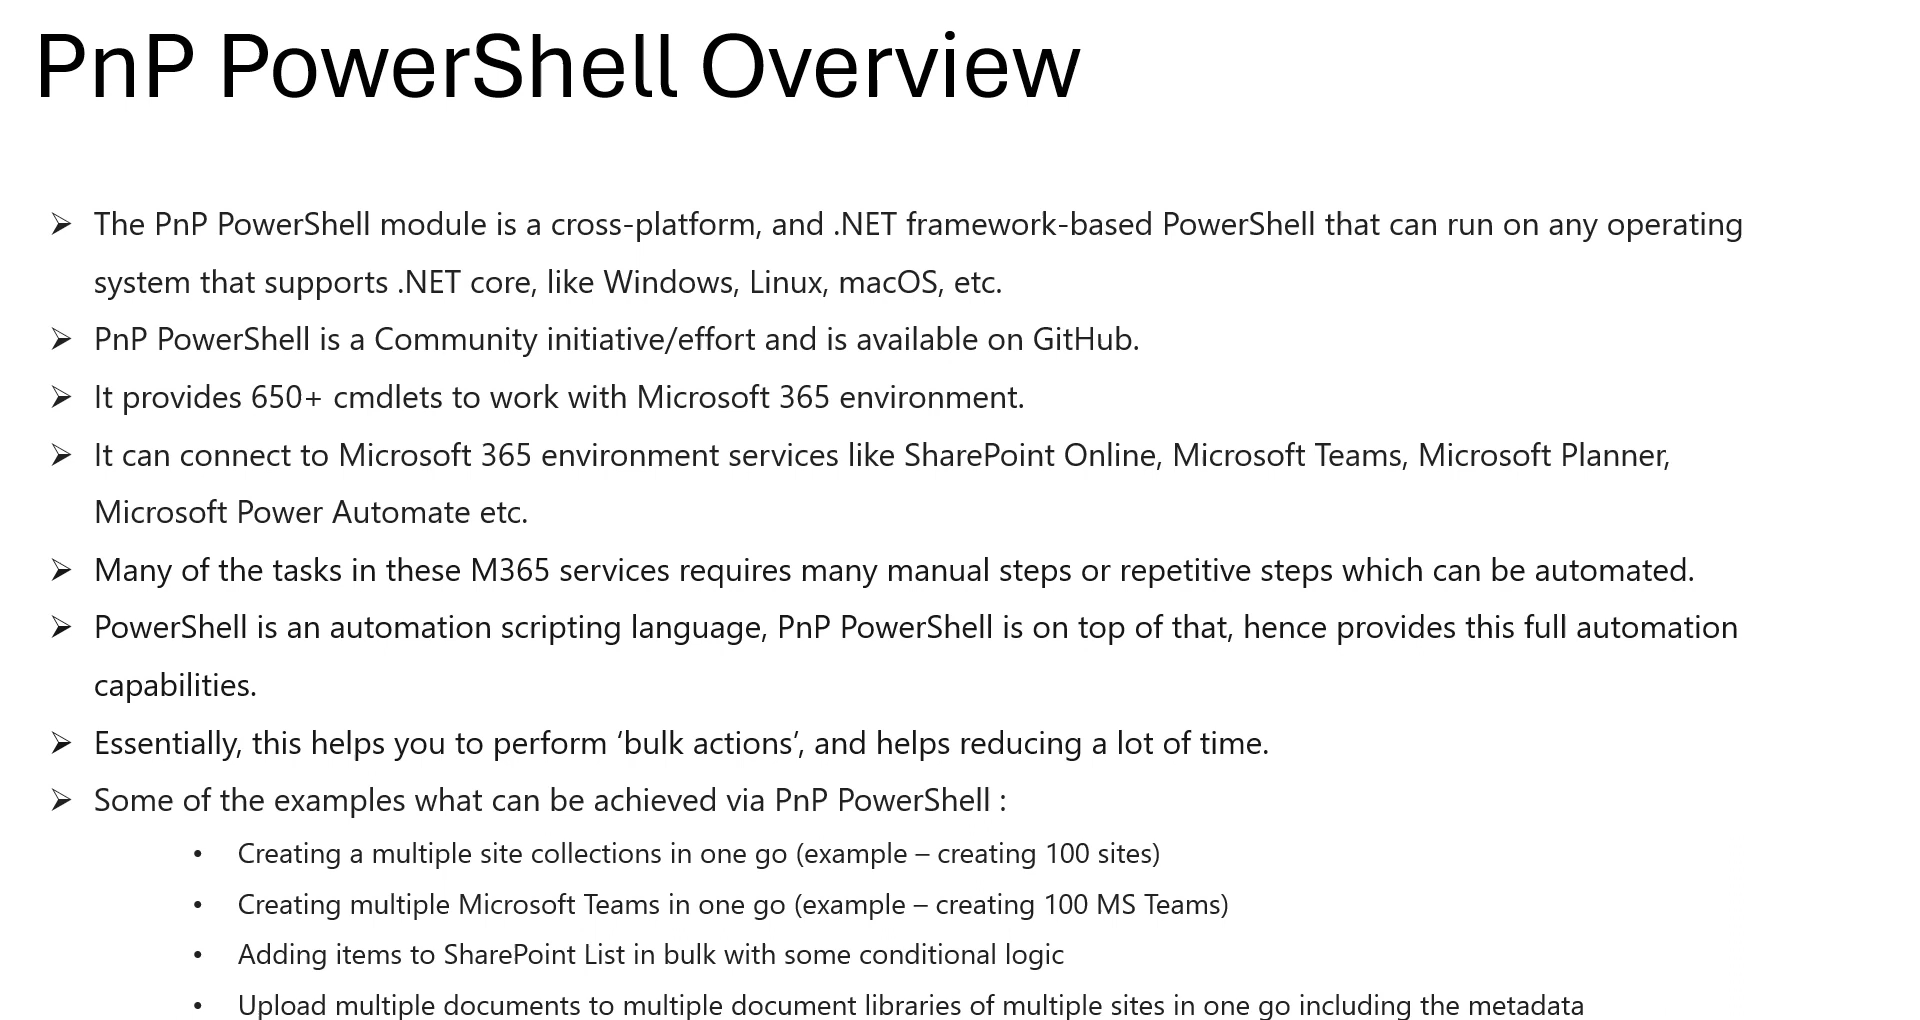 PnP PowerShell Overview
➢ The PnP PowerShell module is a cross-platform, and .NET framework-based PowerShell that can run on any operating
system that supports .NET core, like Windows, Linux, macOS, etc.
➢ PnP PowerShell is a Community initiative/effort and is available on GitHub.
➢ It provides 650+ cmdlets to work with Microsoft 365 environment.
➢ It can connect to Microsoft 365 environment services like SharePoint Online, Microsoft Teams, Microsoft Planner,
Microsoft Power Automate etc.
➢ Many of the tasks in these M365 services requires many manual steps or repetitive steps which can be automated.
➢ PowerShell is an automation scripting language, PnP PowerShell is on top of that, hence provides this full automation
capabilities.
➢ Essentially, this helps you to perform ‘bulk actions’, and helps reducing a lot of time.
➢ Some of the examples what can be achieved via PnP PowerShell :
• Creating a multiple site collections in one go (example – creating 100 sites)
• Creating multiple Microsoft Teams in one go (example – creating 100 MS Teams)
• Adding items to SharePoint List in bulk with some conditional logic
• Upload multiple documents to multiple document libraries of multiple sites in one go including the metadata